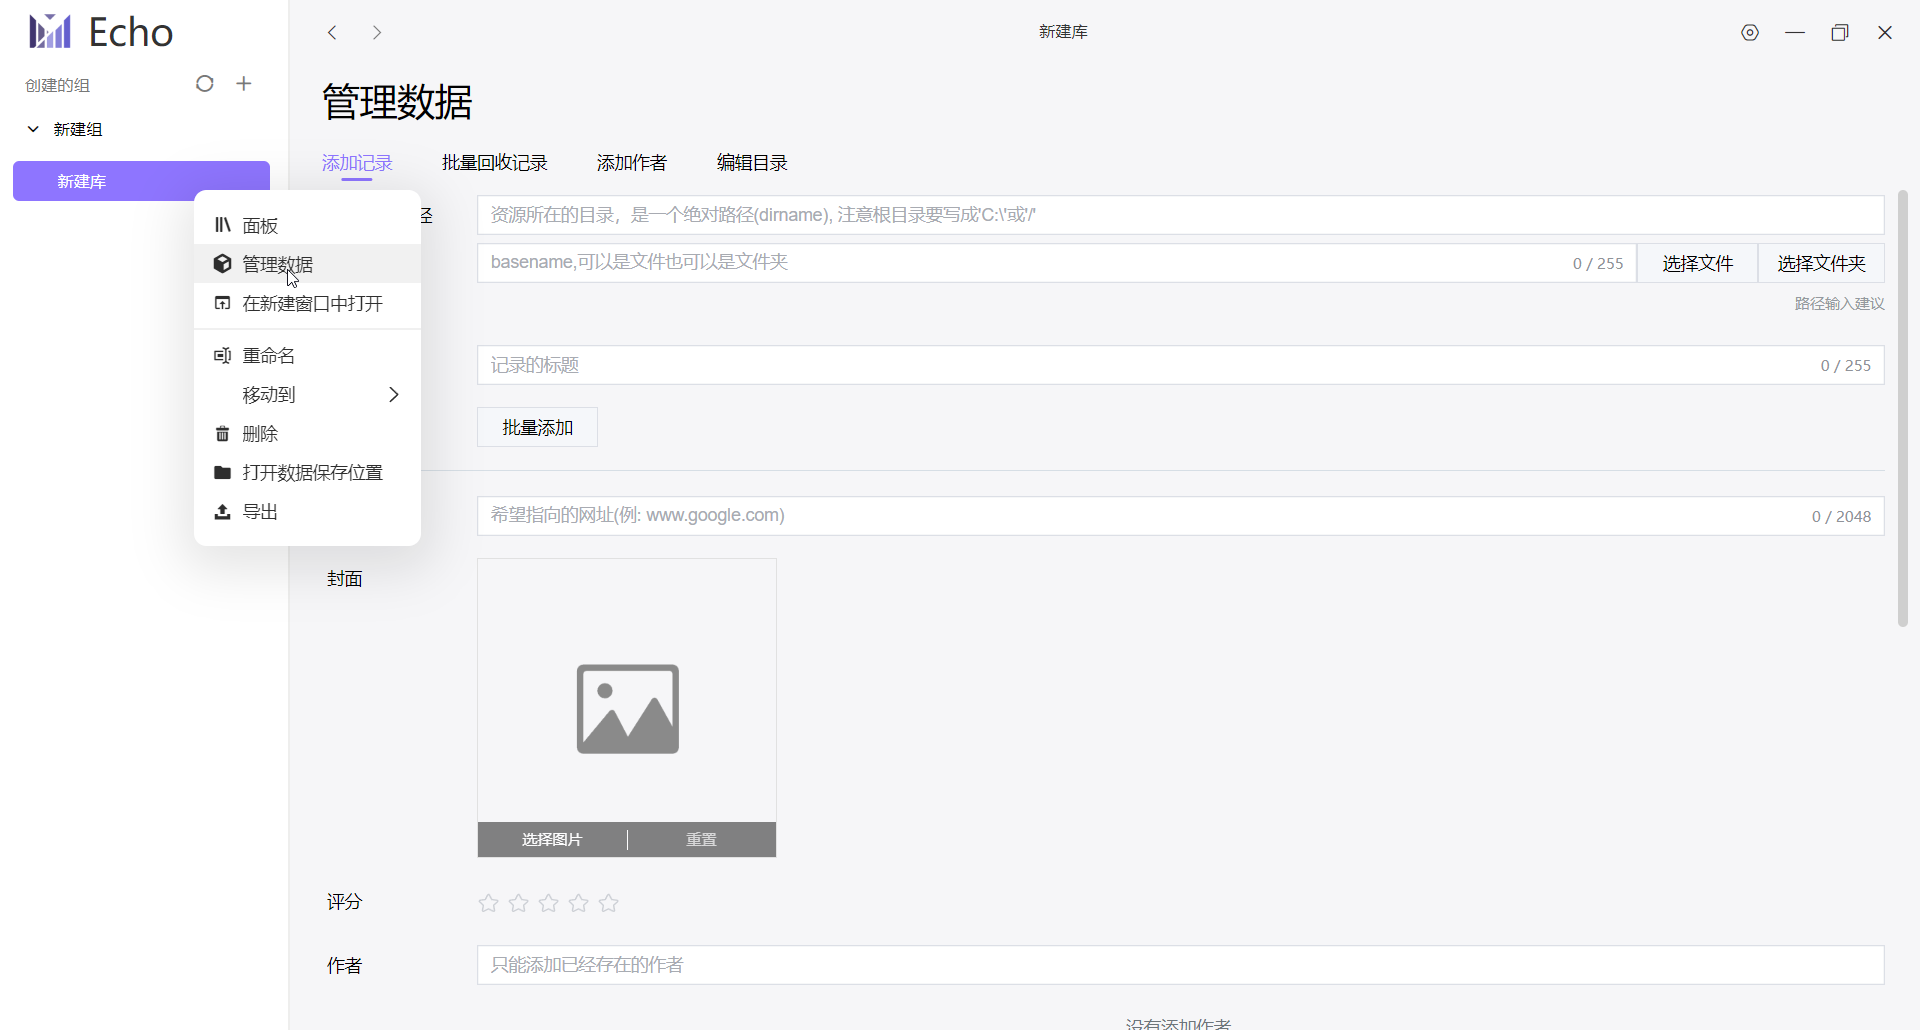 Echo
新建库
创建的组
新建组
新建库
管理数据
添加记录
批量回收记录
添加作者
编辑目录
面板
管理数据
在新建窗口中打开
重命名
移动到
删除
打开数据保存位置
导出
径
资源所在的目录，是一个绝对路径(dirname), 注意根目录要写成'C:\'或'/'
basename,可以是文件也可以是文件夹
0 / 255
选择文件
选择文件夹
路径输入建议
记录的标题
0 / 255
批量添加
希望指向的网址(例: www.google.com)
0 / 2048
封面
选择图片
重置
评分
作者
只能添加已经存在的作者
没有添加作者